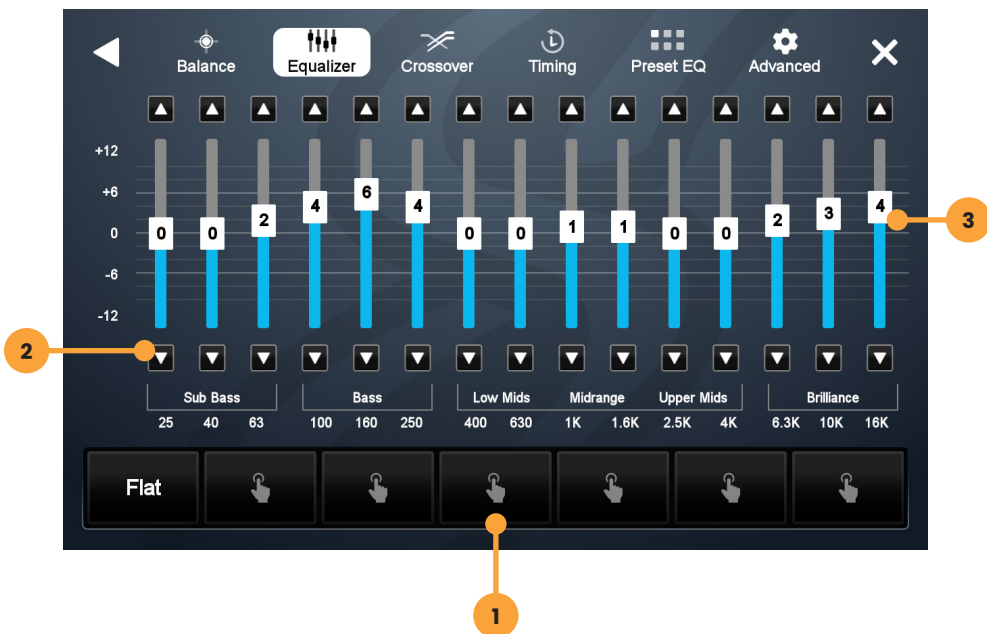 Balance Equalizer Crossover Timing Preset EQ Advanced
+12
+6
0
-6
-12
0 0 2 4 6 4 0 0 1 1 0 0 2 3 4
3
2
Sub Bass Bass Low Mids Midrange Upper Mids Brilliance
25 40 63 100 160 250 400 630 1K 1.6K 2.5K 4K 6.3K 10K 16K
Flat
1